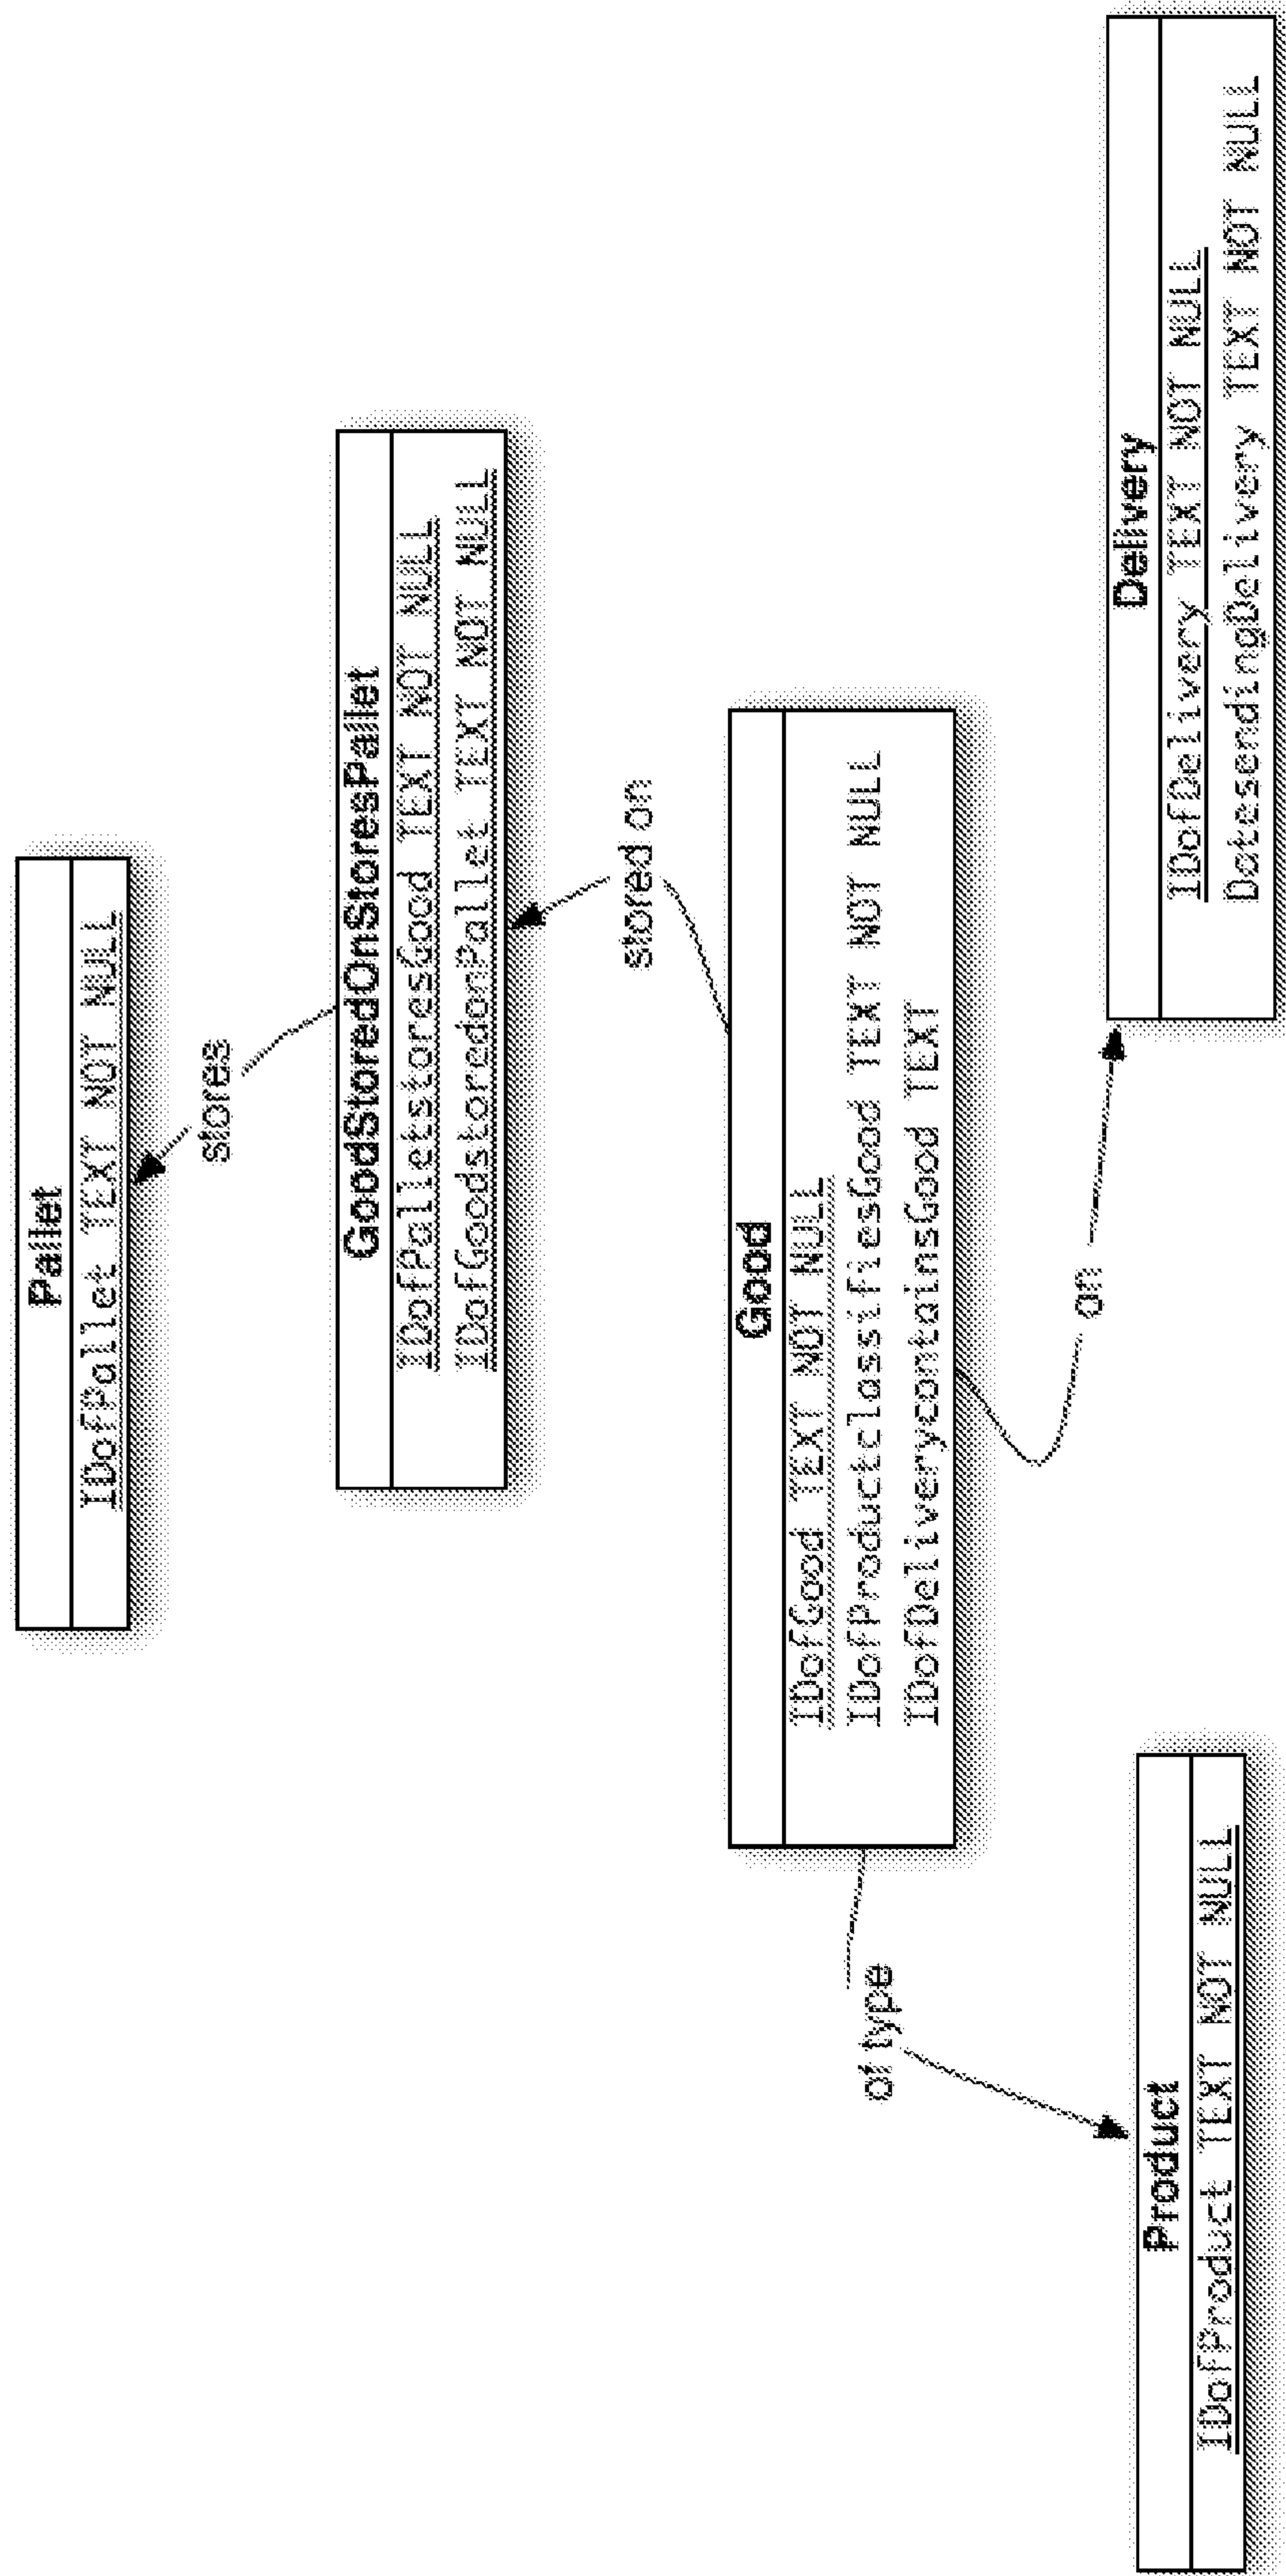 Pallet
IDofPallet TEXT NOT NULL
stores
GoodStoredOnStoresPallet
IDofPalletstoresGood TEXT NOT NULL
IDofGoodstoredonPallet TEXT NOT NULL
stored on
Good
IDofGood TEXT NOT NULL
IDofProductclassifiesGood TEXT NOT NULL
IDofDeliverycontainsGood TEXT
of type
on
Product
IDofProduct TEXT NOT NULL
Delivery
IDofDelivery TEXT NOT NULL
DatesendingDelivery TEXT NOT NULL